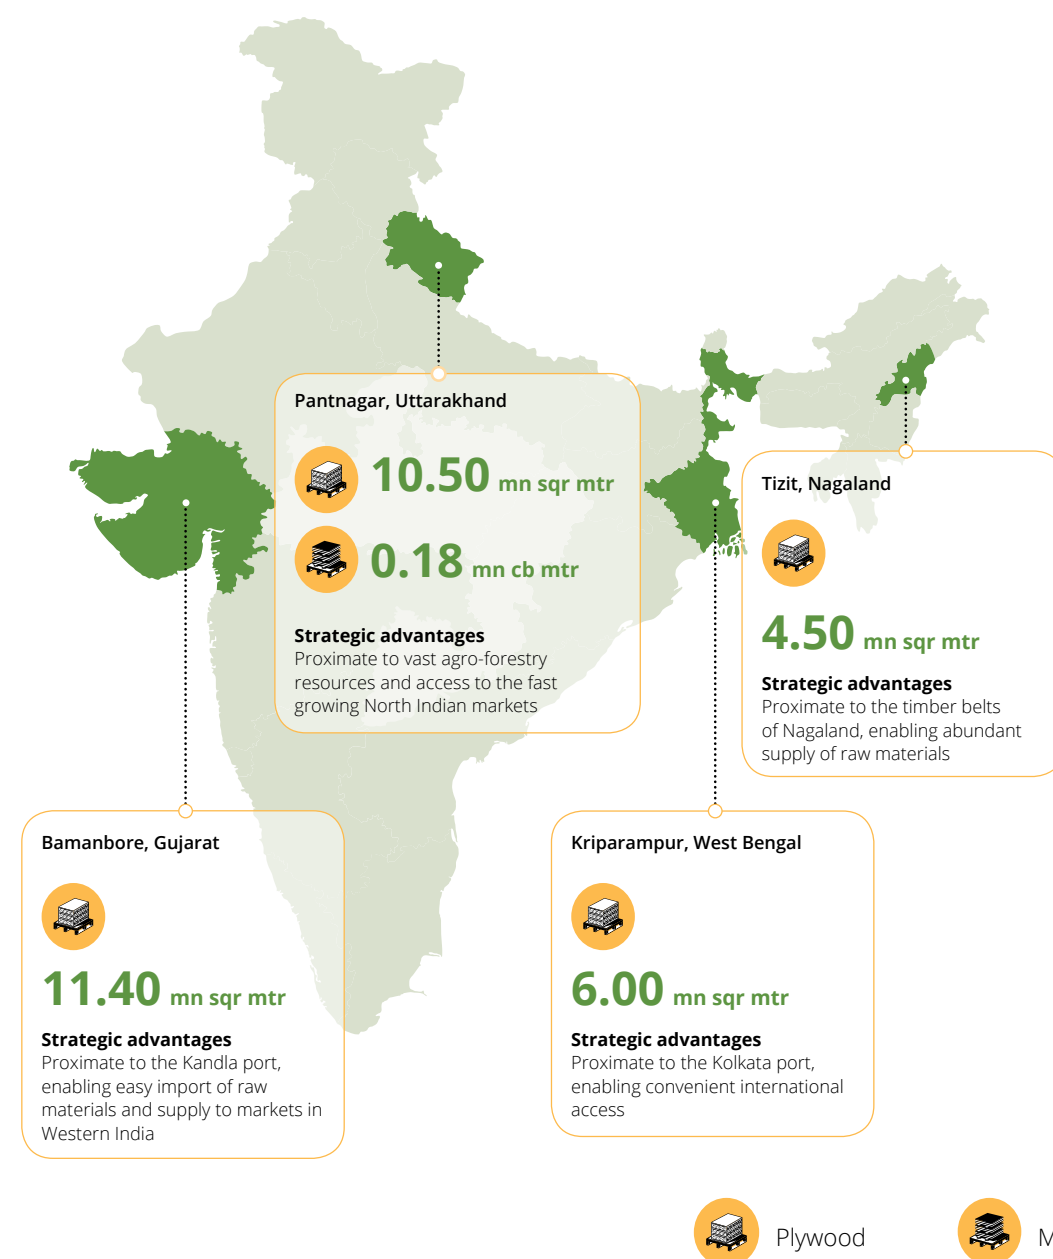 Pantnagar, Uttarakhand
10.50 mn sqr mtr
0.18 mn cb mtr
Strategic advantages
Proximate to vast agro-forestry
resources and access to the fast
growing North Indian markets
Tizit, Nagaland
4.50 mn sqr mtr
Strategic advantages
Proximate to the timber belts
of Nagaland, enabling abundant
supply of raw materials
Bamanbore, Gujarat
11.40 mn sqr mtr
Strategic advantages
Proximate to the Kandla port,
enabling easy import of raw
materials and supply to markets in
Western India
Kriparampur, West Bengal
6.00 mn sqr mtr
Strategic advantages
Proximate to the Kolkata port,
enabling convenient international
access
Plywood